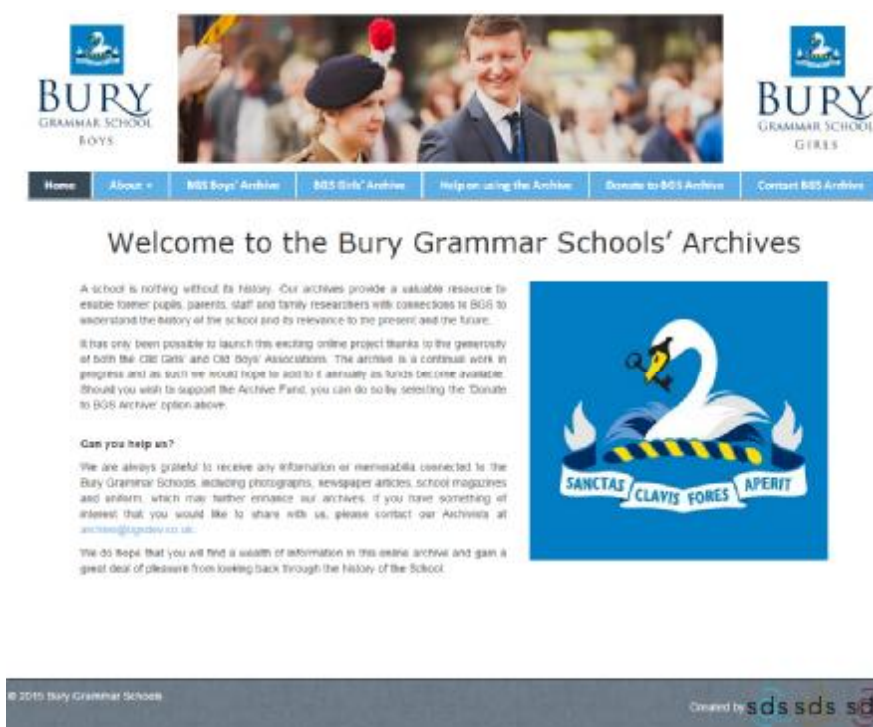 BURY
GRAMMAR SCHOOL
BOYS
BURY
GRAMMAR SCHOOL
GIRLS
Home About BGS Boys' Archive BGS Girls' Archive Help on using the Archive Donate to BGS Archive Contact BGS Archive
Welcome to the Bury Grammar Schools' Archives
A school is nothing without its history. Our archives provide a valuable resource to
enable former pupils, parents, staff and family researchers with connections to BGS to
understand the history of the school and its relevance to the present and the future.
It has only been possible to launch this exciting online project thanks to the generosity
of both the Old Girls' and Old Boys' Associations. The archive is a continual work in
progress and as such we would hope to add to it annually as funds become available.
Should you wish to support the Archive Fund, you can do so by selecting the 'Donate
to BGS Archive' option above.
Can you help us?
We are always grateful to receive any information or memorabilia connected to the
Bury Grammar Schools, including photographs, newspaper articles, school magazines
and uniform, which may further enhance our archives. If you have something of
interest that you would like to share with us, please contact our Archivists at
archive@bgsdev.co.uk.
We do hope that you will find a wealth of information in this online archive and gain a
great deal of pleasure from looking back through the history of the School.
SANCTAS CLAVIS FORES APERIT
© 2015 Bury Grammar Schools
Created by sds sds sd